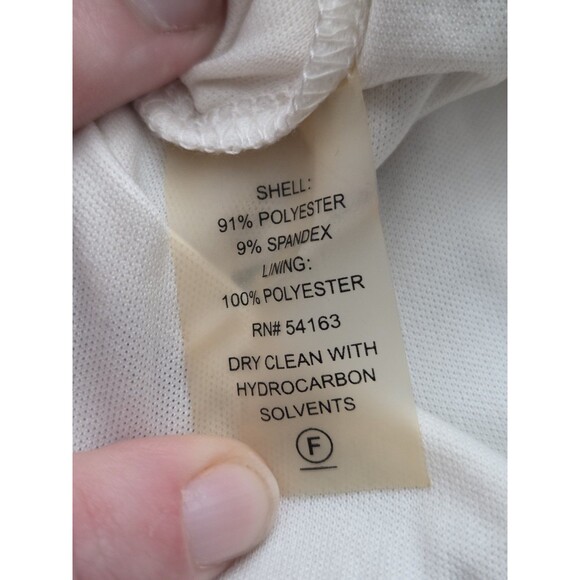 SHELL:
91% POLYESTER
9% SPANDEX
LINING:
100% POLYESTER
RN# 54163
DRY CLEAN WITH
HYDROCARBON
SOLVENTS
F